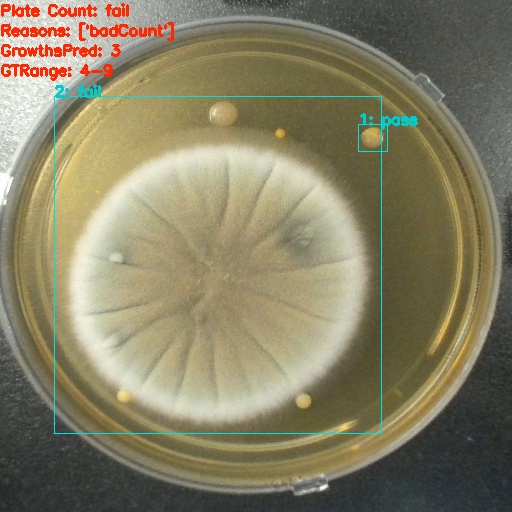 Plate Count: fail
Reasons: ['badCount']
GrowthsPred: 3
GTRange: 4-9
2: fail
1: pass